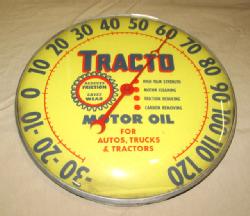 TRACTO
REDUCES
FRICTION
SAVES
WEAR
HIGH FILM STRENGTH
MOTOR CLEANING
FRICTION REDUCING
CARBON REMOVING
MOTOR OIL
FOR
AUTOS, TRUCKS
& TRACTORS
-30 -20 -10 0 10 20 30 40 50 60 70 80 90 100 110 120